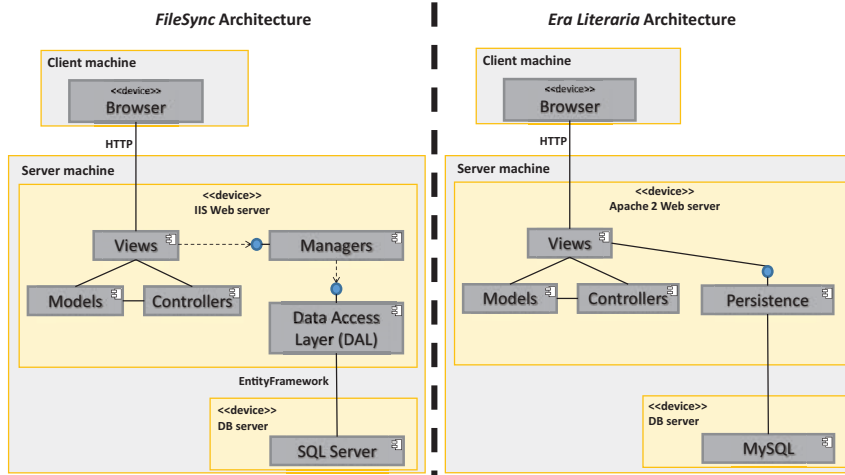 FileSync Architecture
Client machine
<<device>>
Browser
HTTP
Server machine
<<device>>
IIS Web server
Views
Managers
Models
Controllers
Data Access
Layer (DAL)
EntityFramework
<<device>>
DB server
SQL Server
Era Literaria Architecture
Client machine
<<device>>
Browser
HTTP
Server machine
<<device>>
Apache 2 Web server
Views
Models
Controllers
Persistence
<<device>>
DB server
MySQL